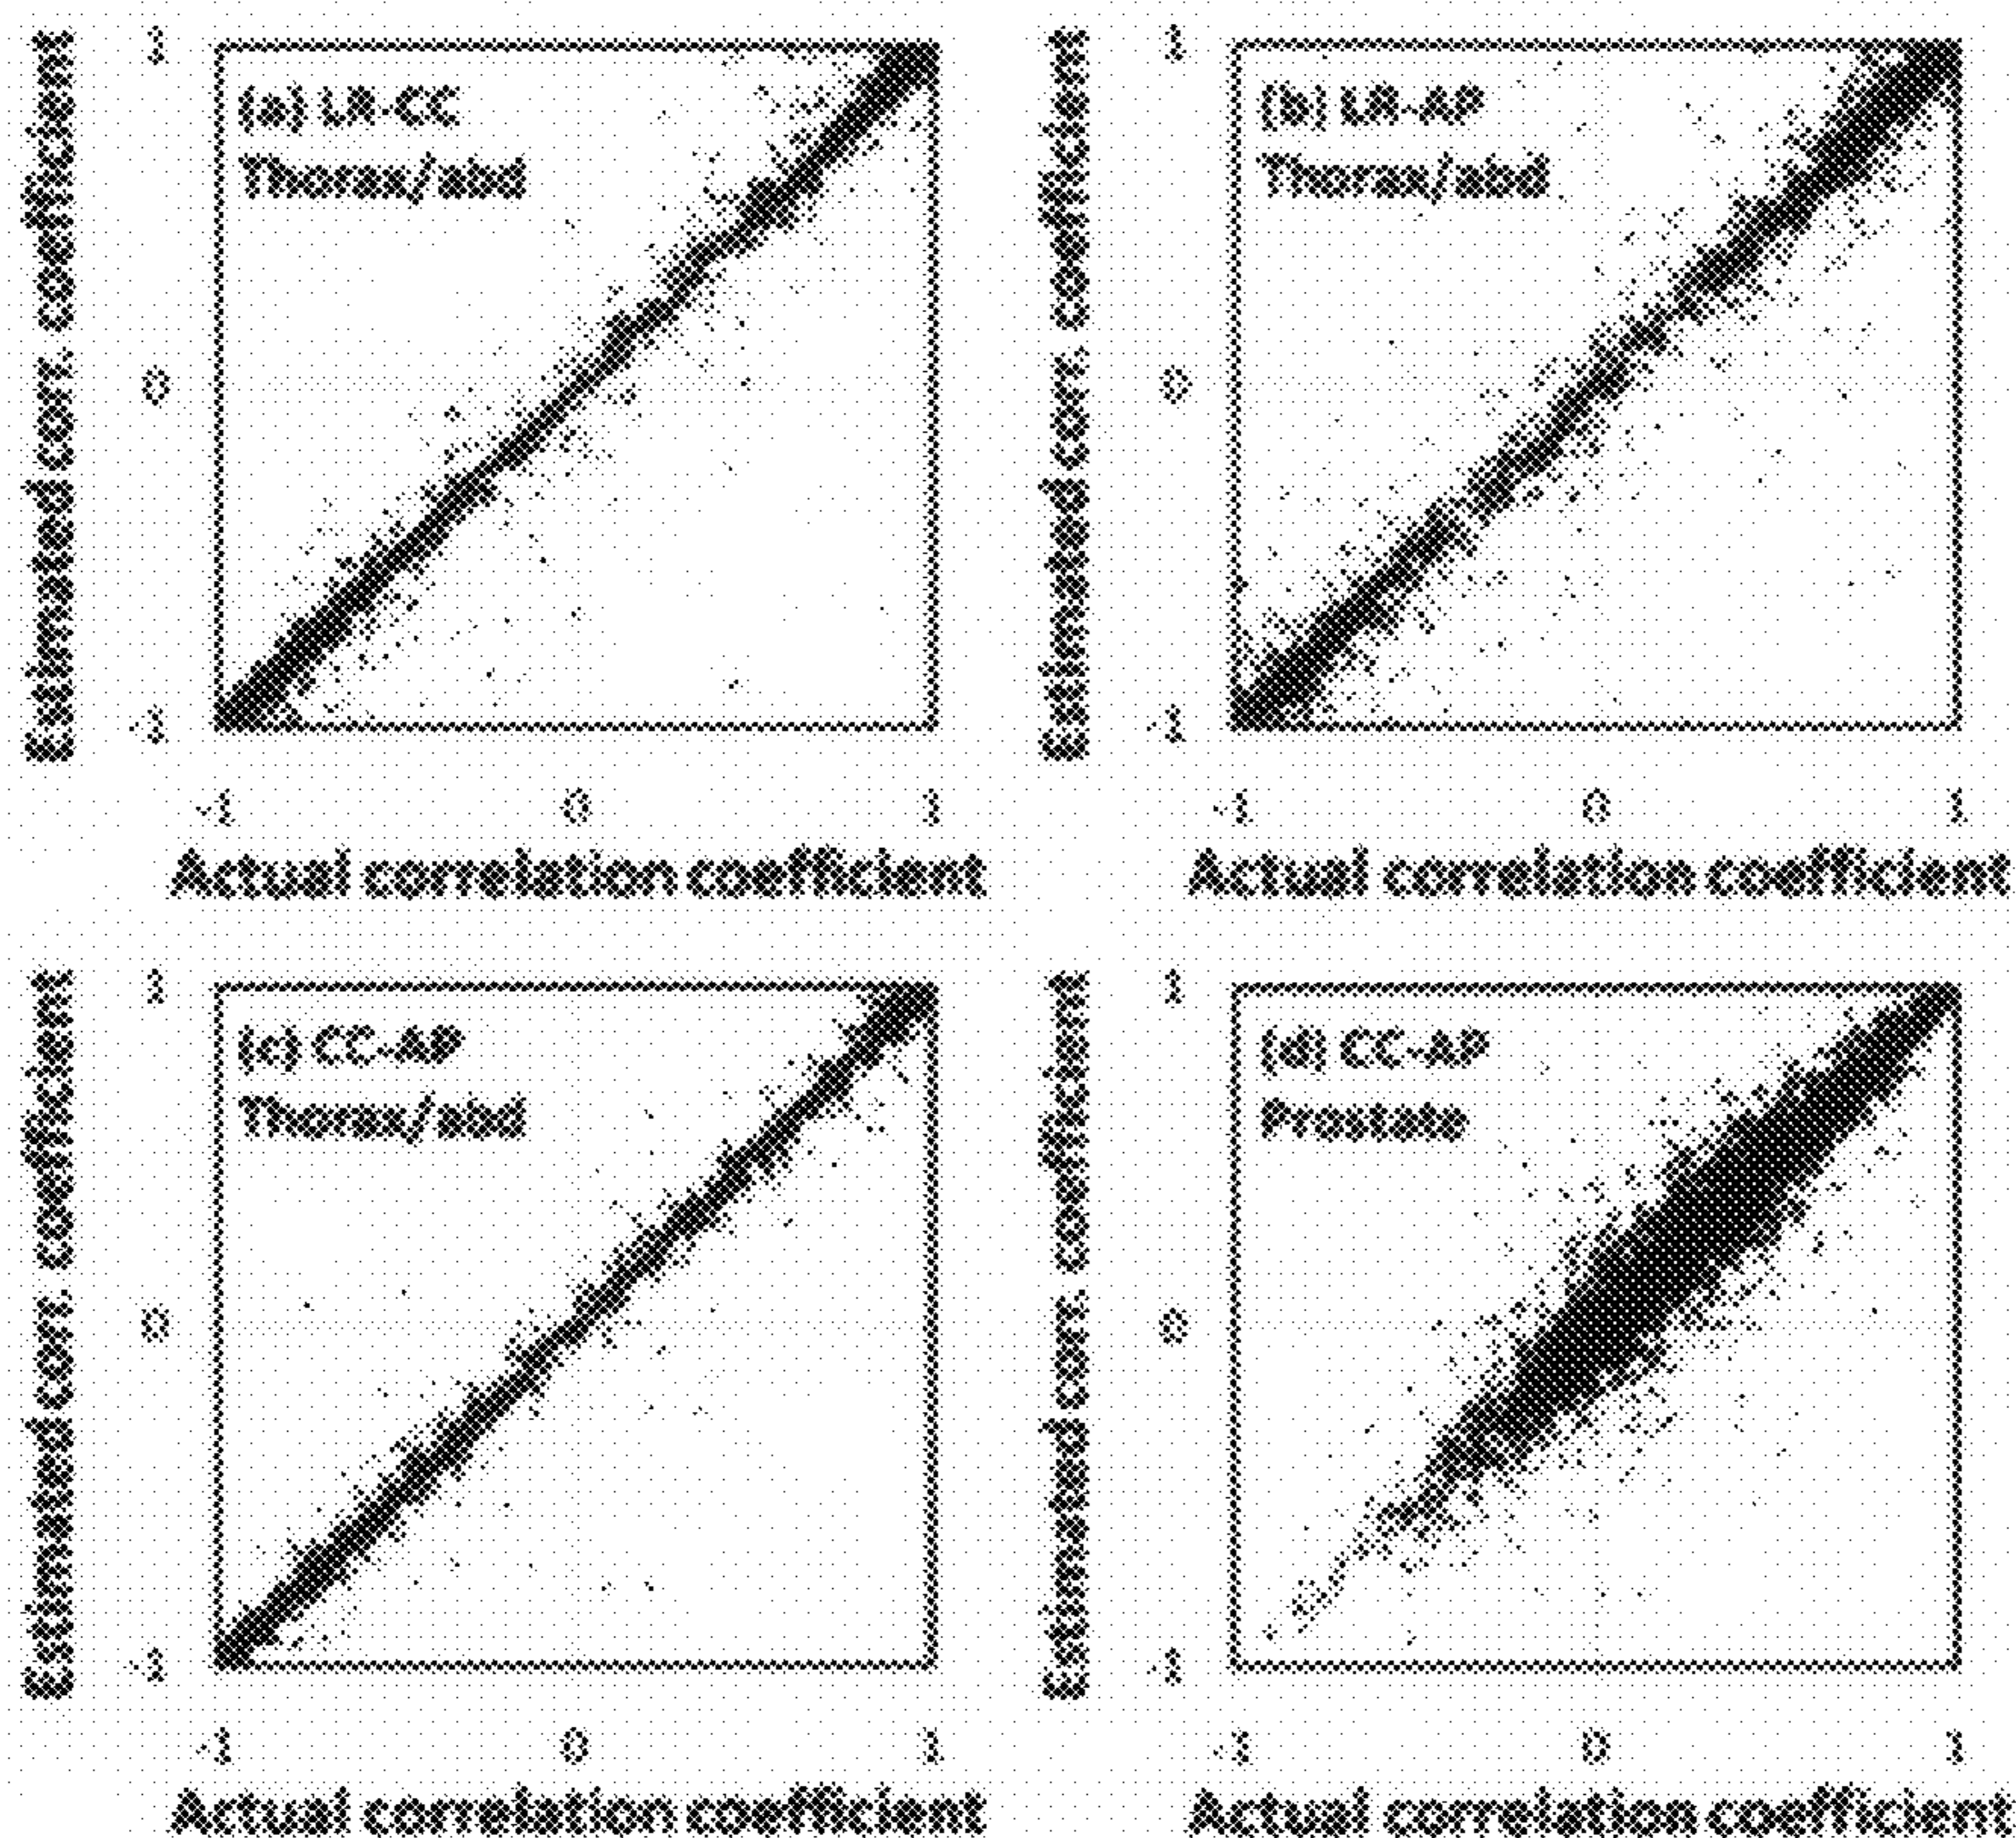 Estimated corr. coefficient
1
0
-1
(a) LR-CC
Thorax/abd
-1 0 1
Actual correlation coefficient
Estimated corr. coefficient
1
0
-1
(b) LR-AP
Thorax/abd
-1 0 1
Actual correlation coefficient
Estimated corr. coefficient
1
0
-1
(c) CC-AP
Thorax/abd
-1 0 1
Actual correlation coefficient
Estimated corr. coefficient
1
0
-1
(d) CC-AP
Prostate
-1 0 1
Actual correlation coefficient